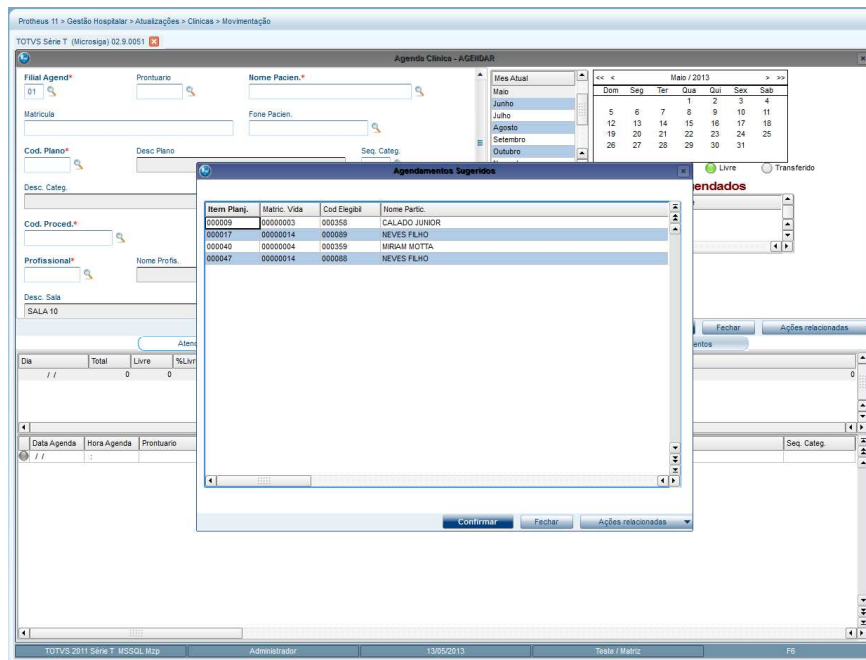 Protheus 11 > Gestão Hospitalar > Atualizações > Clinicas > Movimentação
TOTVS Série T (Microsiga) 02.9.0051
Agenda Clinica - AGENDAR
Filial Agend* Prontuario Nome Pacien.*
01
Matricula Fone Pacien.
Cod. Plano* Desc Plano Seq. Categ.
Desc. Categ.
Cod. Proced.*
Profissional* Nome Profis.
Desc. Sala
SALA 10
Mes Atual
Maio
Junho
Julho
Agosto
Setembro
Outubro
<< < Maio / 2013 > >>
Dom Seg Ter Qua Qui Sex Sab
1 2 3 4
5 6 7 8 9 10 11
12 13 14 15 16 17 18
19 20 21 22 23 24 25
26 27 28 29 30 31
Livre Transferido
endados
Fechar Ações relacionadas
Agendamentos Sugeridos
Item Planj. Matric. Vida Cod Elegibil Nome Partic.
000009 00000003 000358 CALADO JUNIOR
000017 00000014 000089 NEVES FILHO
000040 00000004 000359 MIRIAM MOTTA
000047 00000014 000088 NEVES FILHO
Confirmar Fechar Ações relacionadas
Atend entos
Dia Total Livre %Livr
/ / 0 0 0
Data Agenda Hora Agenda Prontuario Seq. Categ.
/ / :
TOTVS 2011 Série T MSSQL Mzp Administrador 13/05/2013 Teste / Matriz F6